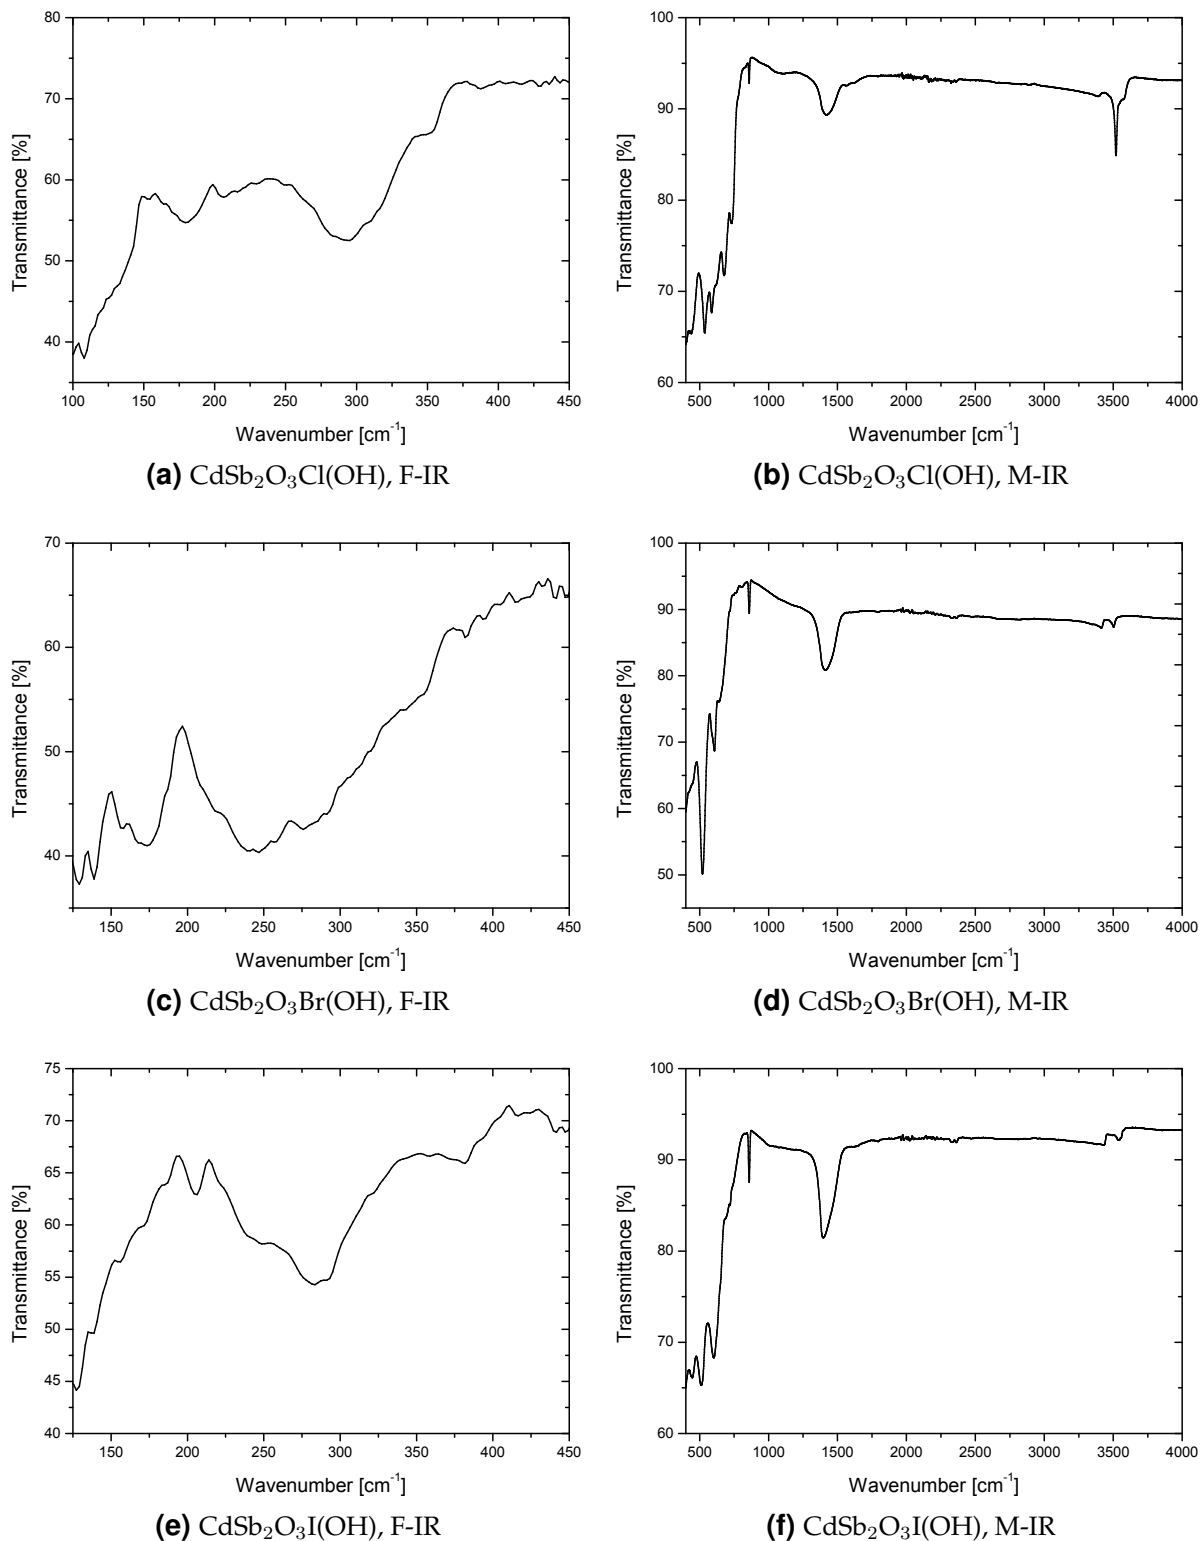 80
70
60
50
40
Transmittance [%]
100 150 200 250 300 350 400 450
Wavenumber [cm⁻¹]
(a) CdSb₂O₃Cl(OH), F-IR
100
90
80
70
60
Transmittance [%]
500 1000 1500 2000 2500 3000 3500 4000
Wavenumber [cm⁻¹]
(b) CdSb₂O₃Cl(OH), M-IR
70
60
50
40
Transmittance [%]
150 200 250 300 350 400 450
Wavenumber [cm⁻¹]
(c) CdSb₂O₃Br(OH), F-IR
100
90
80
70
60
50
Transmittance [%]
500 1000 1500 2000 2500 3000 3500 4000
Wavenumber [cm⁻¹]
(d) CdSb₂O₃Br(OH), M-IR
75
70
65
60
55
50
45
40
Transmittance [%]
150 200 250 300 350 400 450
Wavenumber [cm⁻¹]
(e) CdSb₂O₃I(OH), F-IR
100
90
80
70
60
Transmittance [%]
500 1000 1500 2000 2500 3000 3500 4000
Wavenumber [cm⁻¹]
(f) CdSb₂O₃I(OH), M-IR